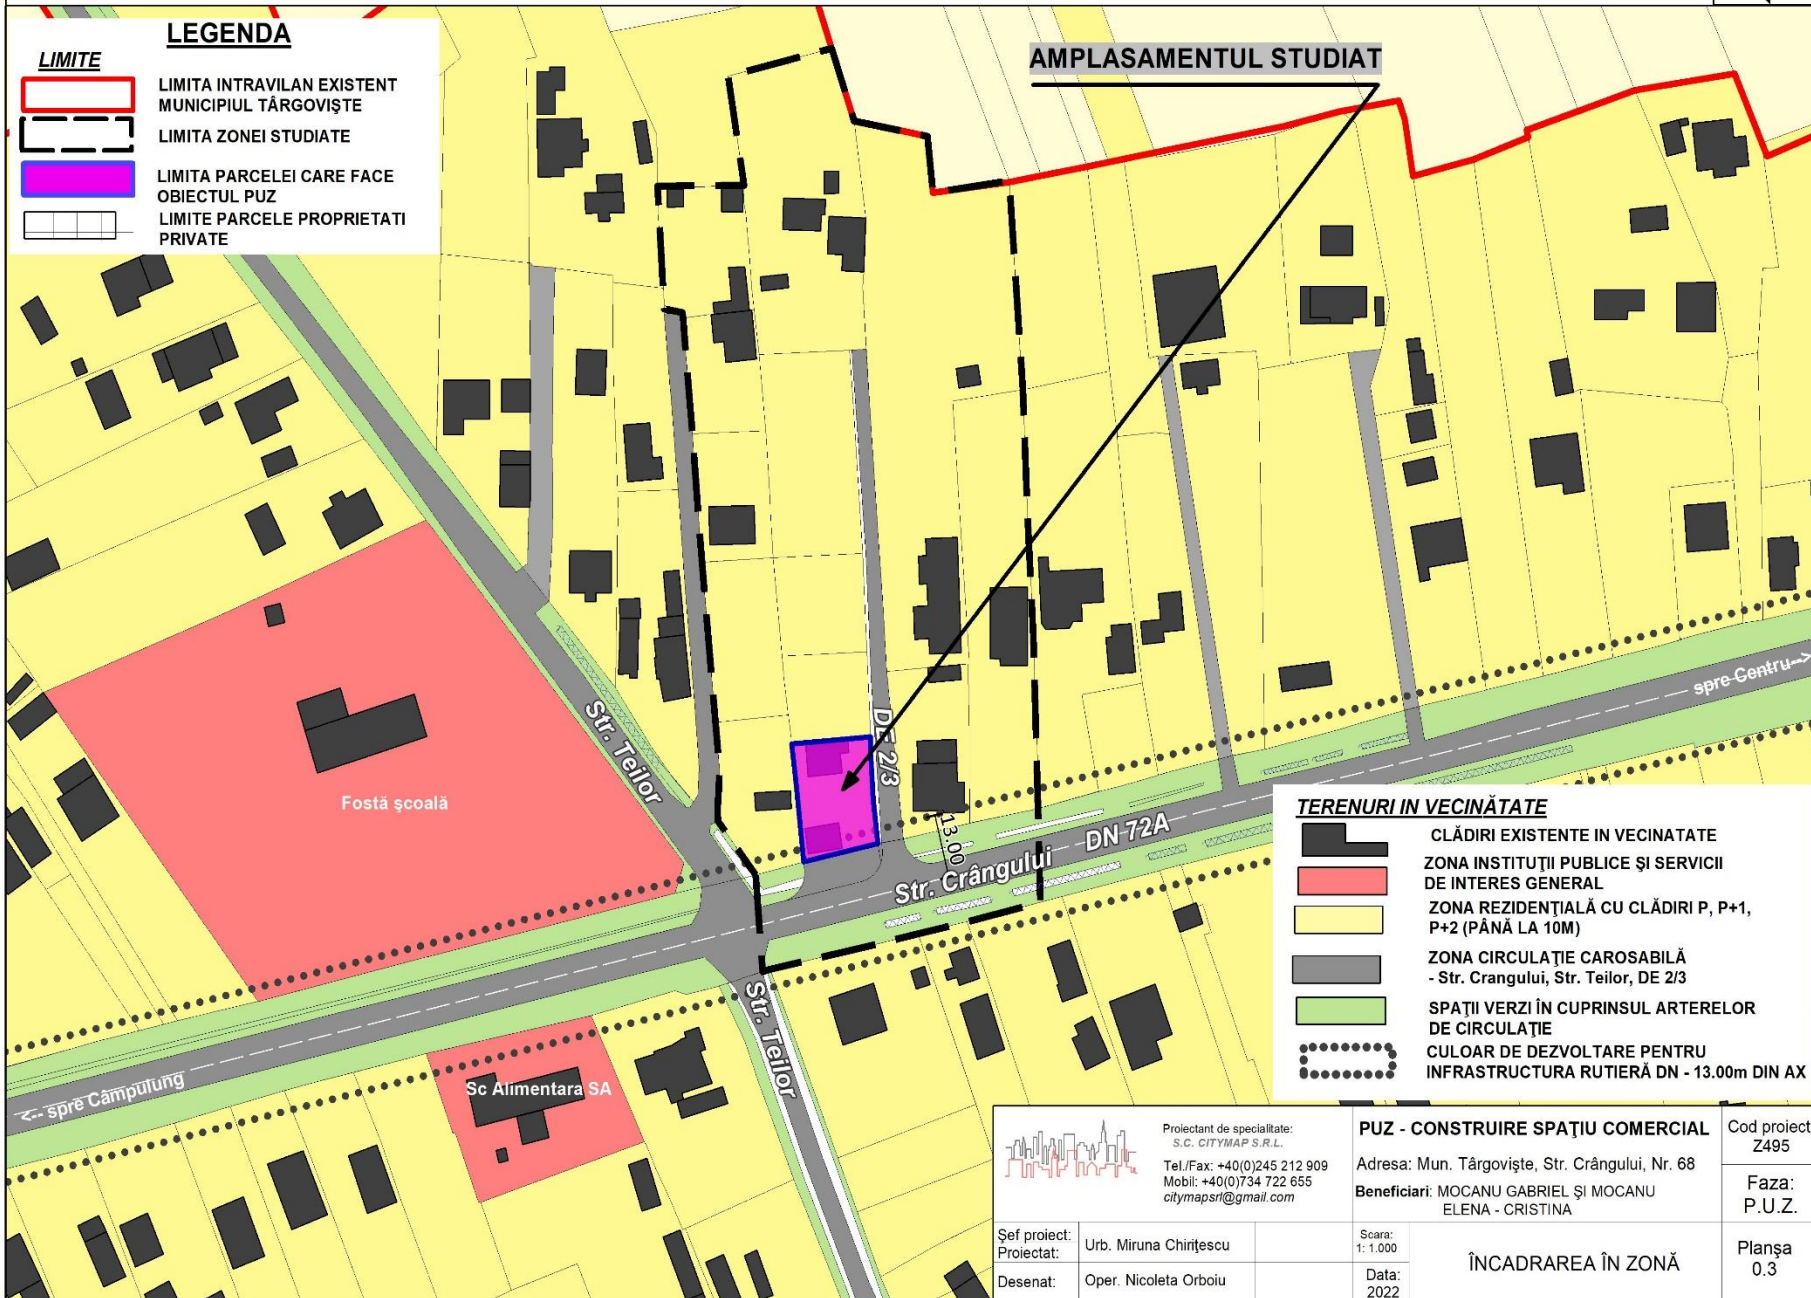 LEGENDA
LIMITE
LIMITA INTRAVILAN EXISTENT
MUNICIPIUL TÂRGOVIŞTE
LIMITA ZONEI STUDIATE
LIMITA PARCELEI CARE FACE
OBIECTUL PUZ
LIMITE PARCELE PROPRIETATI
PRIVATE
AMPLASAMENTUL STUDIAT
Str. Teilor
DE 2/3
Fostă şcoală
13.00
Str. Crângului
DN 72A
spre Centru-->
<-- spre Câmpulung
Sc Alimentara SA
Str. Teilor
TERENURI IN VECINĂTATE
CLĂDIRI EXISTENTE IN VECINATATE
ZONA INSTITUŢII PUBLICE ŞI SERVICII
DE INTERES GENERAL
ZONA REZIDENŢIALĂ CU CLĂDIRI P, P+1,
P+2 (PÂNĂ LA 10M)
ZONA CIRCULAŢIE CAROSABILĂ
- Str. Crangului, Str. Teilor, DE 2/3
SPAŢII VERZI ÎN CUPRINSUL ARTERELOR
DE CIRCULAŢIE
CULOAR DE DEZVOLTARE PENTRU
INFRASTRUCTURA RUTIERĂ DN - 13.00m DIN AX
Proiectant de specialitate:
S.C. CITYMAP S.R.L.
Tel./Fax: +40(0)245 212 909
Mobil: +40(0)734 722 655
citymapsrl@gmail.com
PUZ - CONSTRUIRE SPAŢIU COMERCIAL
Adresa: Mun. Târgovişte, Str. Crângului, Nr. 68
Beneficiari: MOCANU GABRIEL ŞI MOCANU
ELENA - CRISTINA
Cod proiect
Z495
Faza:
P.U.Z.
Şef proiect:
Proiectat:
Urb. Miruna Chiriţescu
Desenat:
Oper. Nicoleta Orboiu
Scara:
1: 1.000
Data:
2022
ÎNCADRAREA ÎN ZONĂ
Planşa
0.3